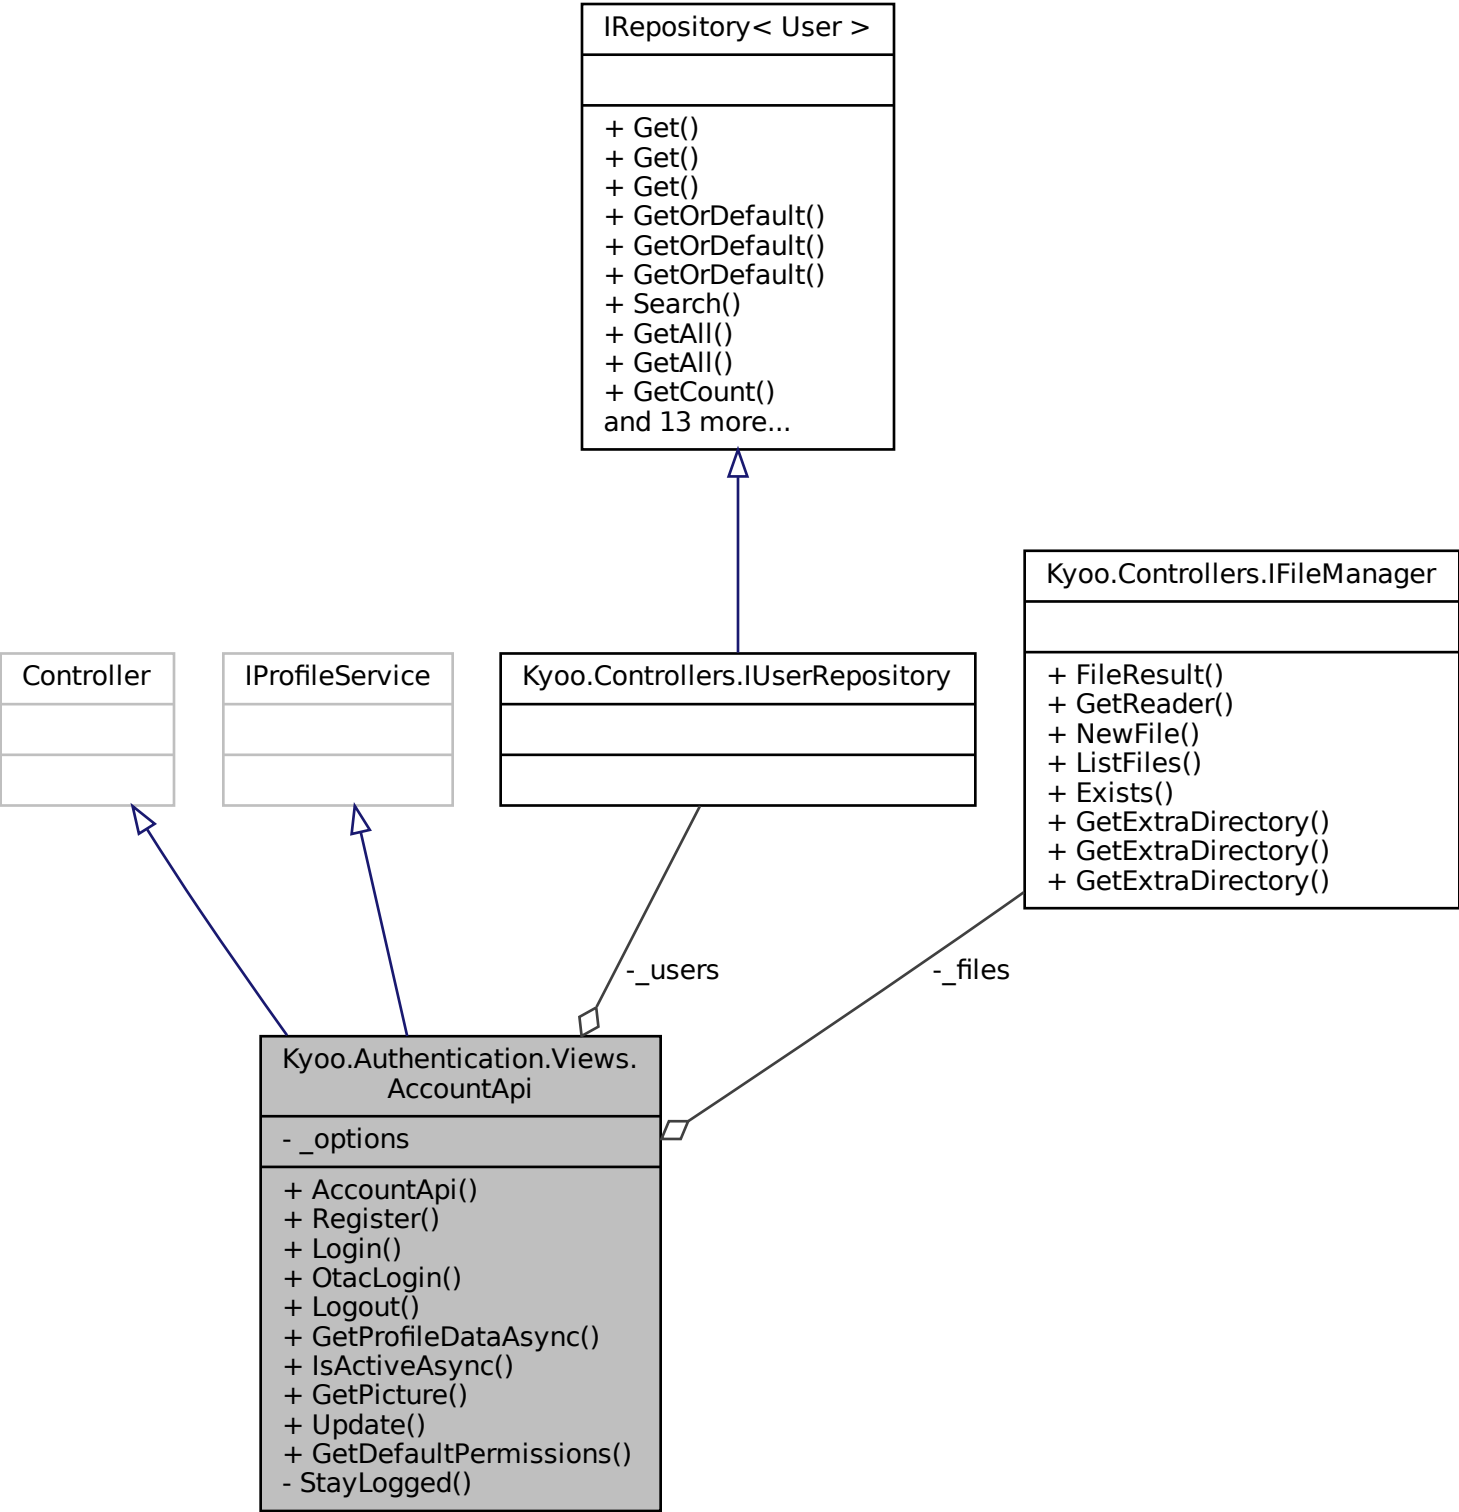 IRepository< User >
+ Get()
+ Get()
+ Get()
+ GetOrDefault()
+ GetOrDefault()
+ GetOrDefault()
+ Search()
+ GetAll()
+ GetAll()
+ GetCount()
and 13 more...
Controller
IProfileService
Kyoo.Controllers.IUserRepository
Kyoo.Controllers.IFileManager
+ FileResult()
+ GetReader()
+ NewFile()
+ ListFiles()
+ Exists()
+ GetExtraDirectory()
+ GetExtraDirectory()
+ GetExtraDirectory()
-_users
-_files
Kyoo.Authentication.Views.
AccountApi
- _options
+ AccountApi()
+ Register()
+ Login()
+ OtacLogin()
+ Logout()
+ GetProfileDataAsync()
+ IsActiveAsync()
+ GetPicture()
+ Update()
+ GetDefaultPermissions()
- StayLogged()